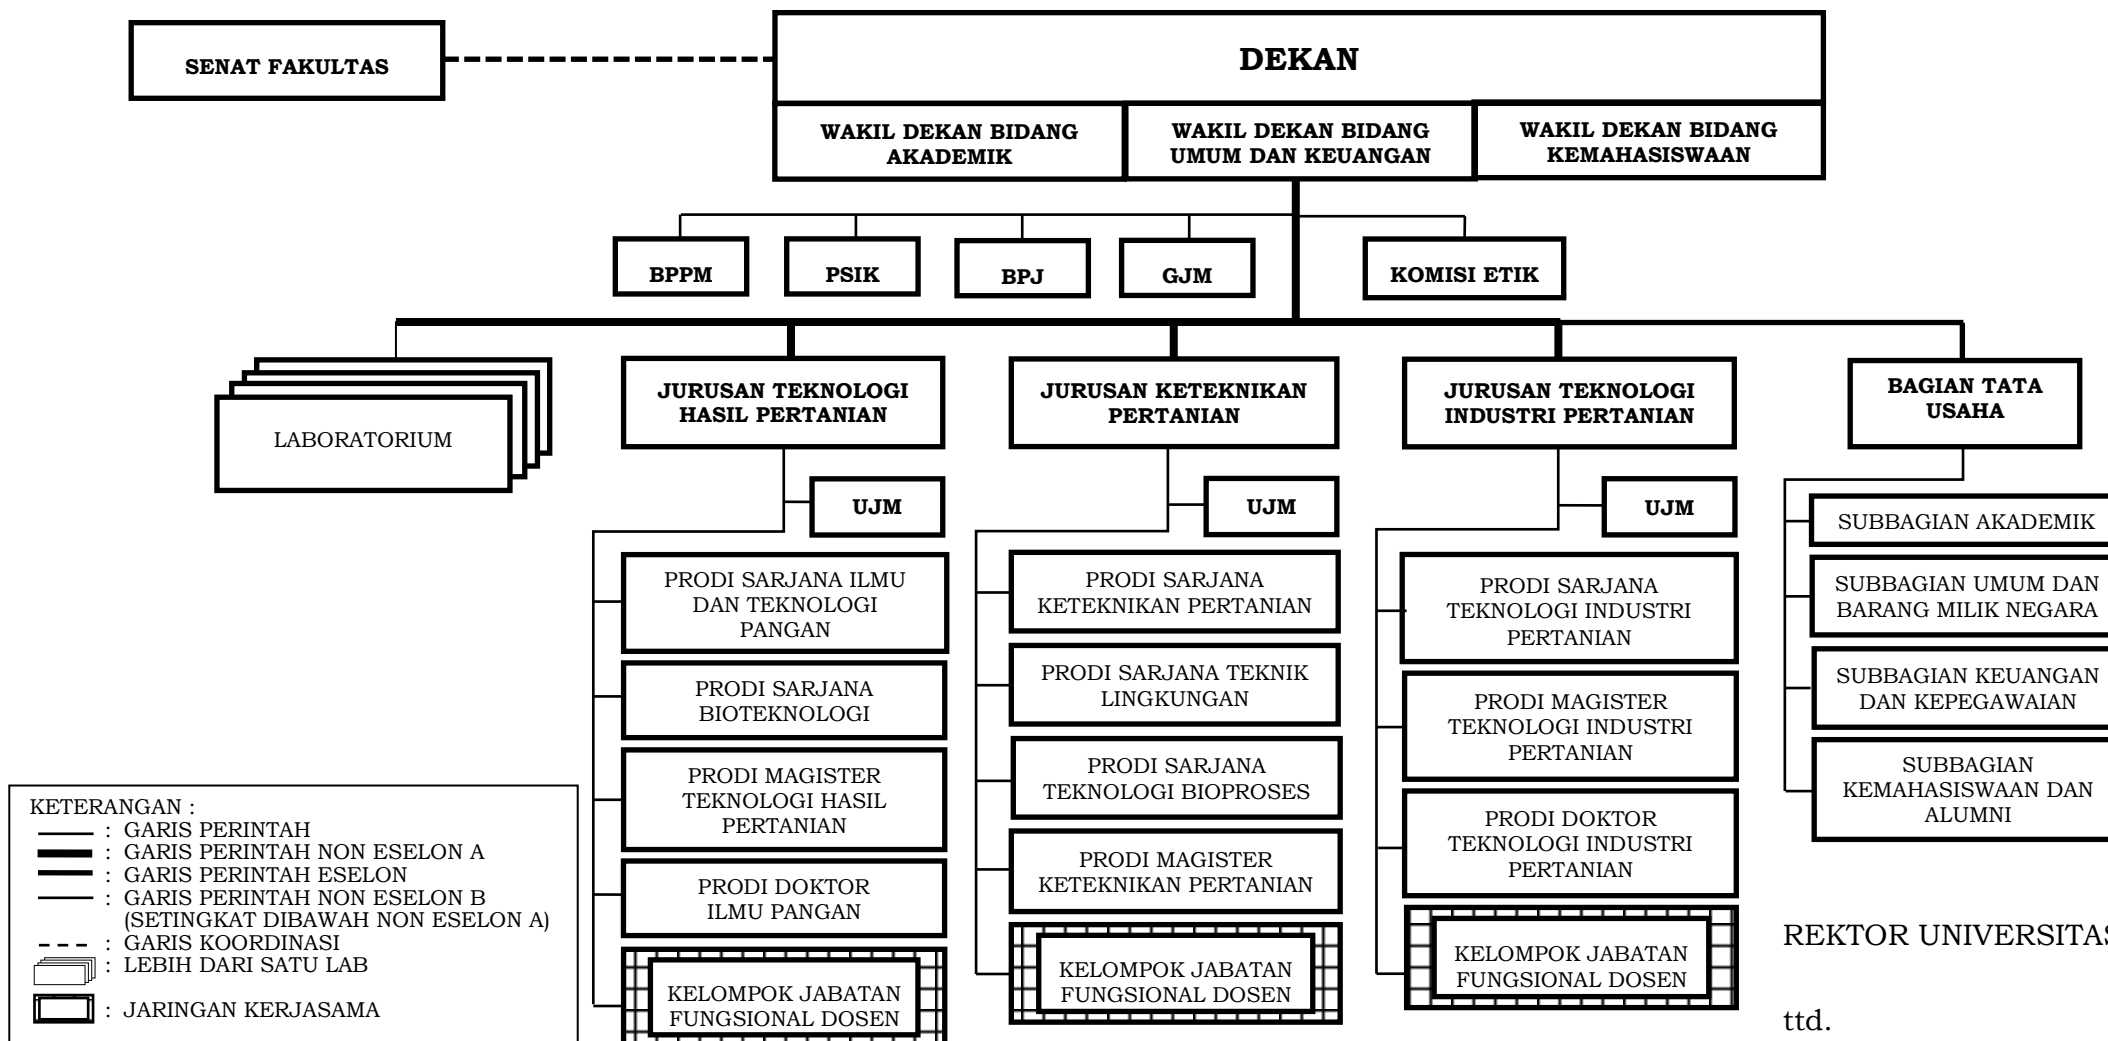 SENAT FAKULTAS
DEKAN
WAKIL DEKAN BIDANG
AKADEMIK
WAKIL DEKAN BIDANG
UMUM DAN KEUANGAN
WAKIL DEKAN BIDANG
KEMAHASISWAAN
BPPM
PSIK
BPJ
GJM
KOMISI ETIK
LABORATORIUM
JURUSAN TEKNOLOGI
HASIL PERTANIAN
JURUSAN KETEKNIKAN
PERTANIAN
JURUSAN TEKNOLOGI
INDUSTRI PERTANIAN
BAGIAN TATA
USAHA
UJM
PRODI SARJANA ILMU
DAN TEKNOLOGI
PANGAN
PRODI SARJANA
BIOTEKNOLOGI
PRODI MAGISTER
TEKNOLOGI HASIL
PERTANIAN
PRODI DOKTOR
ILMU PANGAN
KELOMPOK JABATAN
FUNGSIONAL DOSEN
UJM
PRODI SARJANA
KETEKNIKAN PERTANIAN
PRODI SARJANA TEKNIK
LINGKUNGAN
PRODI SARJANA
TEKNOLOGI BIOPROSES
PRODI MAGISTER
KETEKNIKAN PERTANIAN
KELOMPOK JABATAN
FUNGSIONAL DOSEN
UJM
PRODI SARJANA
TEKNOLOGI INDUSTRI
PERTANIAN
PRODI MAGISTER
TEKNOLOGI INDUSTRI
PERTANIAN
PRODI DOKTOR
TEKNOLOGI INDUSTRI
PERTANIAN
KELOMPOK JABATAN
FUNGSIONAL DOSEN
SUBBAGIAN AKADEMIK
SUBBAGIAN UMUM DAN
BARANG MILIK NEGARA
SUBBAGIAN KEUANGAN
DAN KEPEGAWAIAN
SUBBAGIAN
KEMAHASISWAAN DAN
ALUMNI
KETERANGAN :
: GARIS PERINTAH
: GARIS PERINTAH NON ESELON A
: GARIS PERINTAH ESELON
: GARIS PERINTAH NON ESELON B
(SETINGKAT DIBAWAH NON ESELON A)
: GARIS KOORDINASI
: LEBIH DARI SATU LAB
: JARINGAN KERJASAMA
REKTOR UNIVERSITAS
ttd.